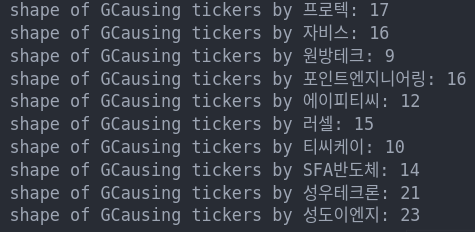 shape of GCausing tickers by 프로텍: 17
shape of GCausing tickers by 자비스: 16
shape of GCausing tickers by 원방테크: 9
shape of GCausing tickers by 포인트엔지니어링: 16
shape of GCausing tickers by 에이피티씨: 12
shape of GCausing tickers by 러셀: 15
shape of GCausing tickers by 티씨케이: 10
shape of GCausing tickers by SFA반도체: 14
shape of GCausing tickers by 성우테크론: 21
shape of GCausing tickers by 성도이엔지: 23